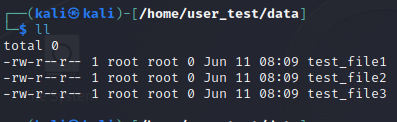 ┌──(kali㉿kali)-[/home/user_test/data]
└─$ ll
total 0
-rw-r--r-- 1 root root 0 Jun 11 08:09 test_file1
-rw-r--r-- 1 root root 0 Jun 11 08:09 test_file2
-rw-r--r-- 1 root root 0 Jun 11 08:09 test_file3